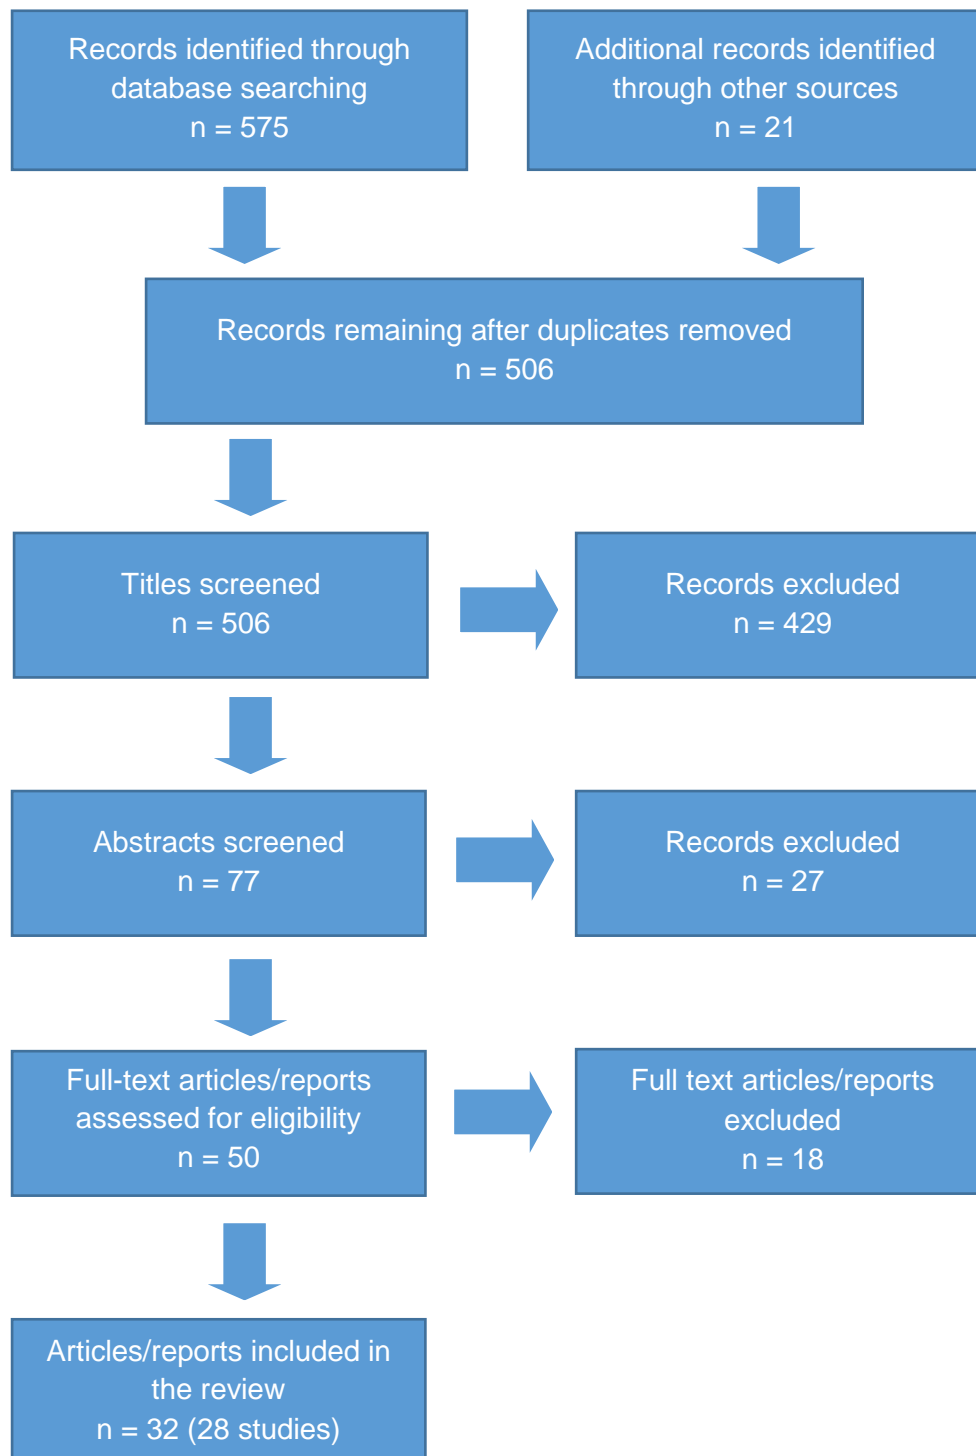 Records identified through
database searching
n = 575
Additional records identified
through other sources
n = 21
Records remaining after duplicates removed
n = 506
Titles screened
n = 506
Records excluded
n = 429
Abstracts screened
n = 77
Records excluded
n = 27
Full-text articles/reports
assessed for eligibility
n = 50
Full text articles/reports
excluded
n = 18
Articles/reports included in
the review
n = 32 (28 studies)